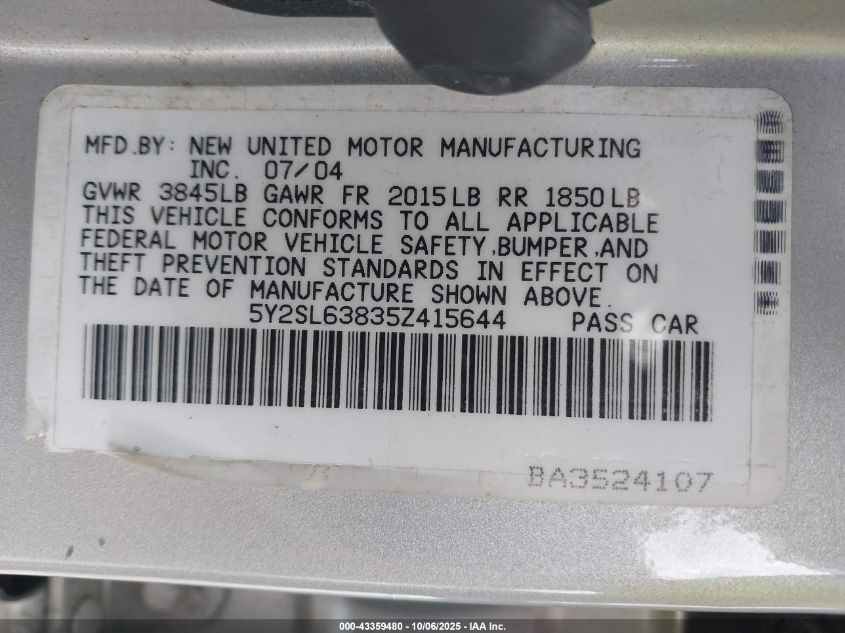 MFD.BY: NEW UNITED MOTOR MANUFACTURING
INC. 07/04
GVWR 3845LB GAWR FR 2015LB RR 1850LB
THIS VEHICLE CONFORMS TO ALL APPLICABLE
FEDERAL MOTOR VEHICLE SAFETY,BUMPER,AND
THEFT PREVENTION STANDARDS IN EFFECT ON
THE DATE OF MANUFACTURE SHOWN ABOVE.
5Y2SL63835Z415644 PASS CAR
BA3524107
000-43359480 - 10/06/2025 - IAA Inc.